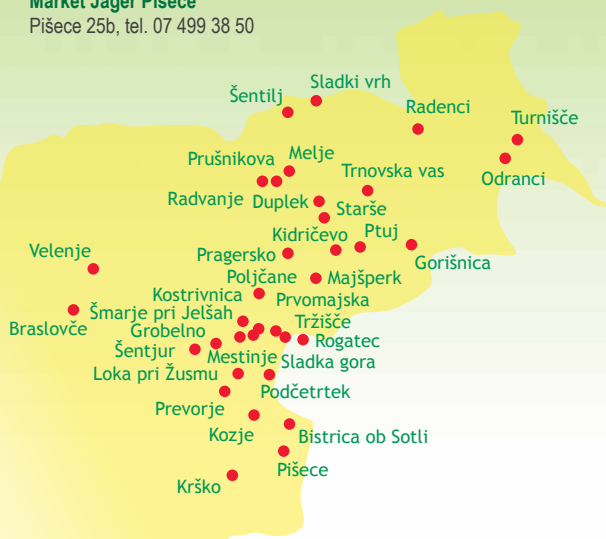 Market Jager Pišece
Pišece 25b, tel. 07 499 38 50
Sladki vrh
Šentilj
Radenci
Turnišče
Melje
Prušnikova
Trnovska vas
Odranci
Radvanje
Duplek
Starše
Ptuj
Kidričevo
Velenje
Pragersko
Gorišnica
Poljčane
Majšperk
Kostrivnica
Prvomajska
Šmarje pri Jelšah
Tržišče
Braslovče
Grobelno
Rogatec
Šentjur
Mestinje
Sladka gora
Loka pri Žusmu
Podčetrtek
Prevorje
Kozje
Bistrica ob Sotli
Pišece
Krško